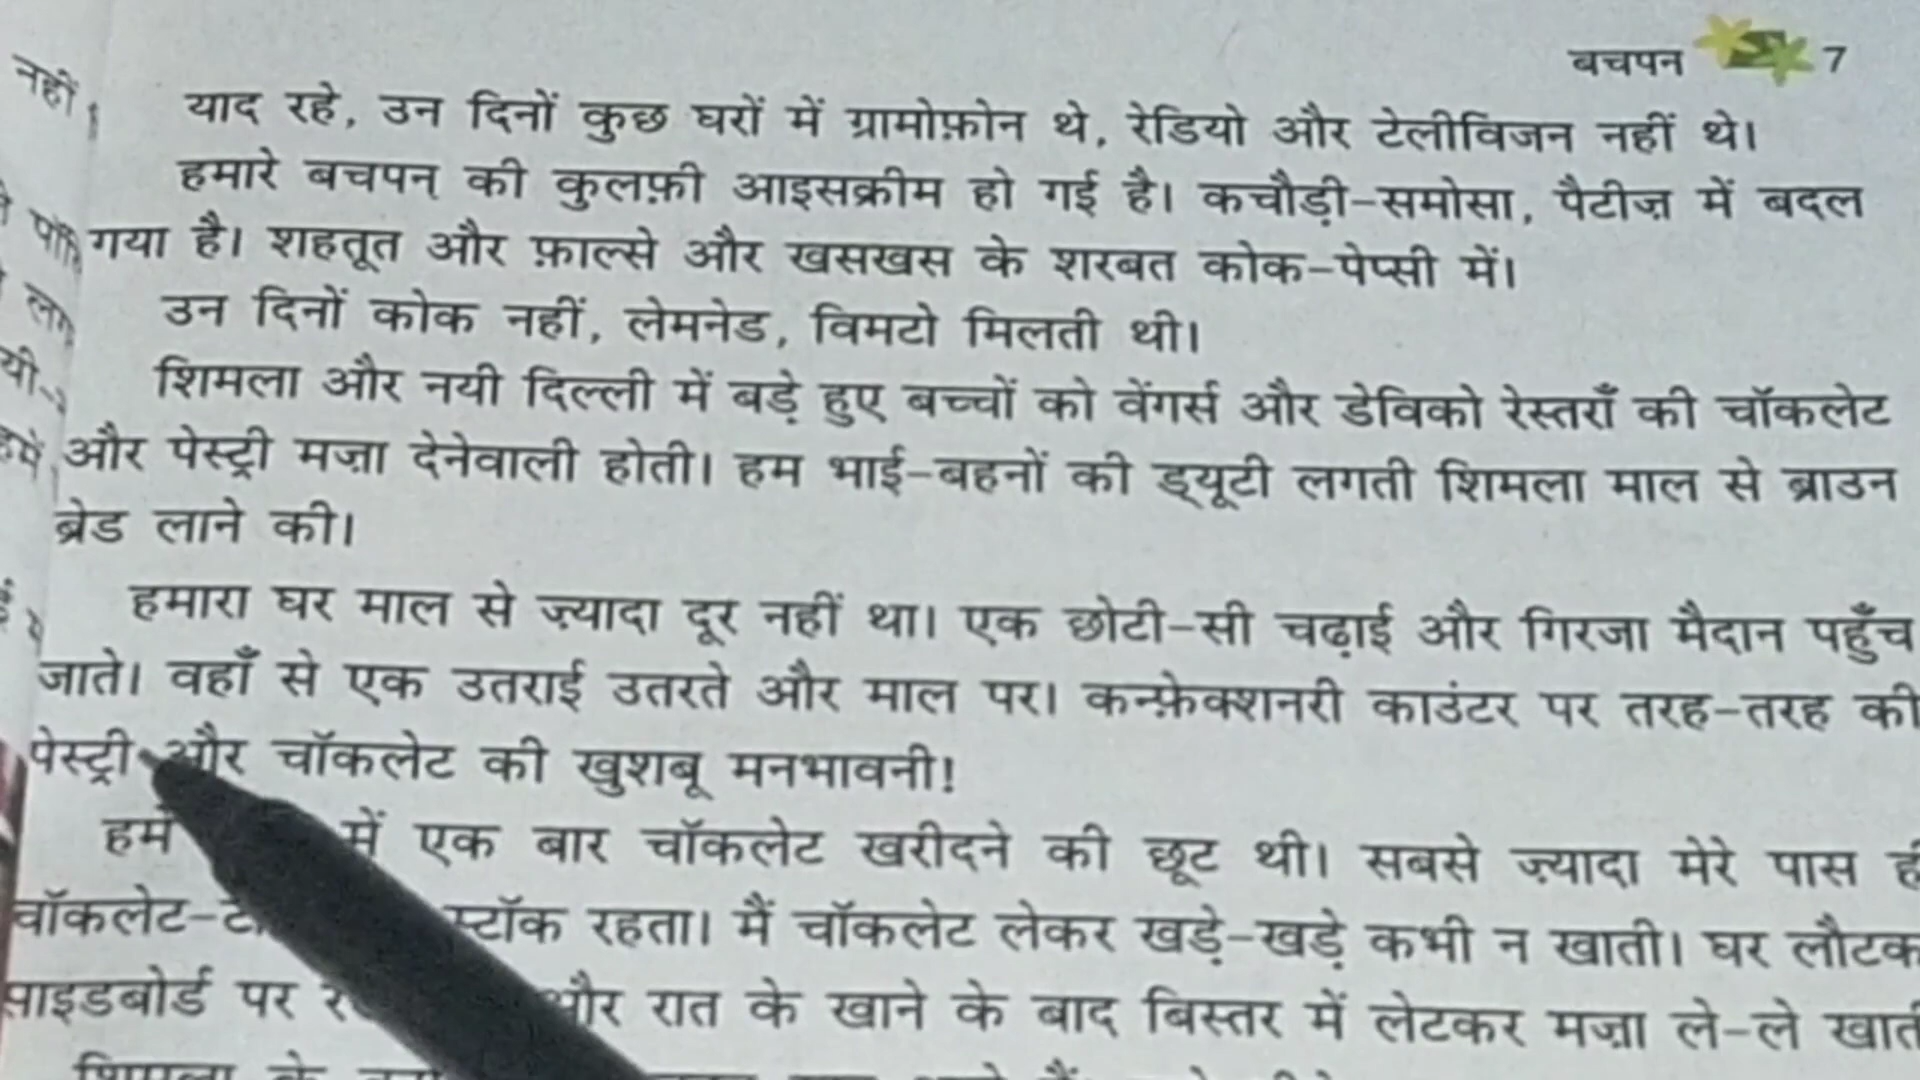 बचपन 7
याद रहे, उन दिनों कुछ घरों में ग्रामोफ़ोन थे, रेडियो और टेलीविजन नहीं थे।
हमारे बचपन की कुलफ़ी आइसक्रीम हो गई है। कचौड़ी-समोसा, पैटीज़ में बदल
गया है। शहतूत और फ़ाल्से और खसखस के शरबत कोक-पेप्सी में।
उन दिनों कोक नहीं, लेमनेड, विमटो मिलती थी।
शिमला और नयी दिल्ली में बड़े हुए बच्चों को वेंगर्स और डेविको रेस्तराँ की चॉकलेट
और पेस्ट्री मज़ा देनेवाली होती। हम भाई-बहनों की ड्यूटी लगती शिमला माल से ब्राउन
ब्रेड लाने की।
हमारा घर माल से ज़्यादा दूर नहीं था। एक छोटी-सी चढ़ाई और गिरजा मैदान पहुँच
जाते। वहाँ से एक उतराई उतरते और माल पर। कन्फ़ेक्शनरी काउंटर पर तरह-तरह की
पेस्ट्री और चॉकलेट की खुशबू मनभावनी!
में एक बार चॉकलेट खरीदने की छूट थी। सबसे ज़्यादा मेरे पास ही
स्टॉक रहता। मैं चॉकलेट लेकर खड़े-खड़े कभी न खाती। घर लौटक
साइडबोर्ड पर और रात के खाने के बाद बिस्तर में लेटकर मज़ा ले-ले खाती